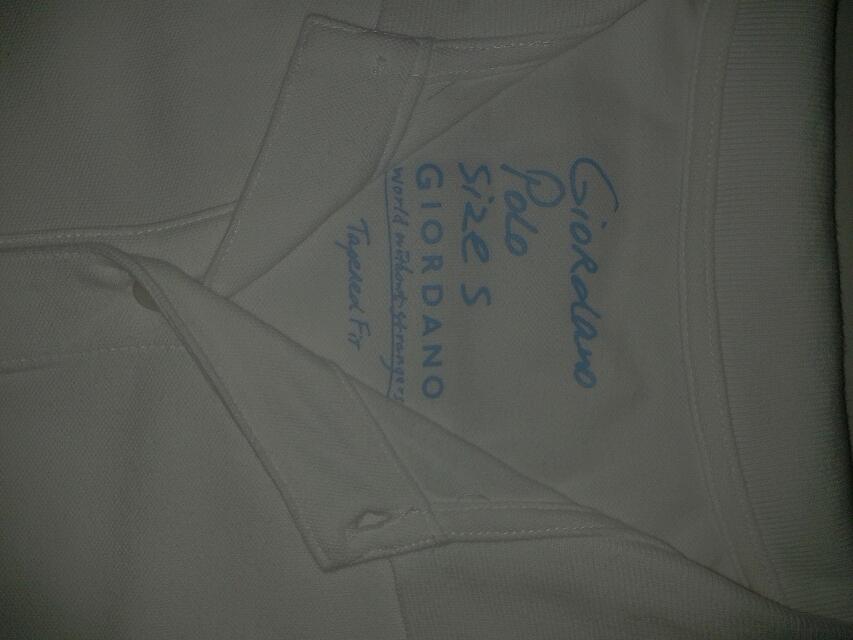 Giordano
Polo
Size S
GIORDANO
World without strangers
Tapered Fit